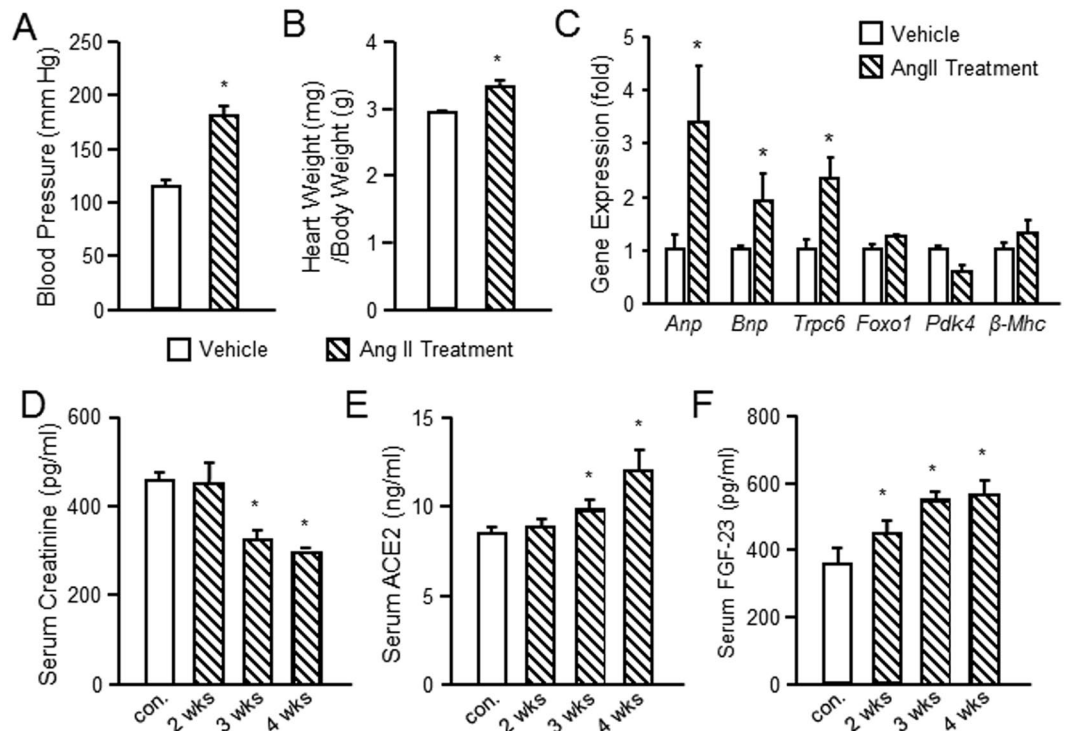 A
Blood Pressure (mm Hg)
250
200
150
100
50
0
*
B
Heart Weight (mg)
/Body Weight (g)
4
3
2
1
0
*
C
Gene Expression (fold)
5
4
3
2
1
0
*
*
*
Vehicle
AngII Treatment
Anp Bnp Trpc6 Foxo1 Pdk4 β-Mhc
Vehicle
Ang II Treatment
D
Serum Creatinine (pg/ml)
600
400
200
0
*
*
con. 2 wks 3 wks 4 wks
E
Serum ACE2 (ng/ml)
15
10
5
0
*
*
con. 2 wks 3 wks 4 wks
F
Serum FGF-23 (pg/ml)
800
600
400
200
0
*
*
*
con. 2 wks 3 wks 4 wks